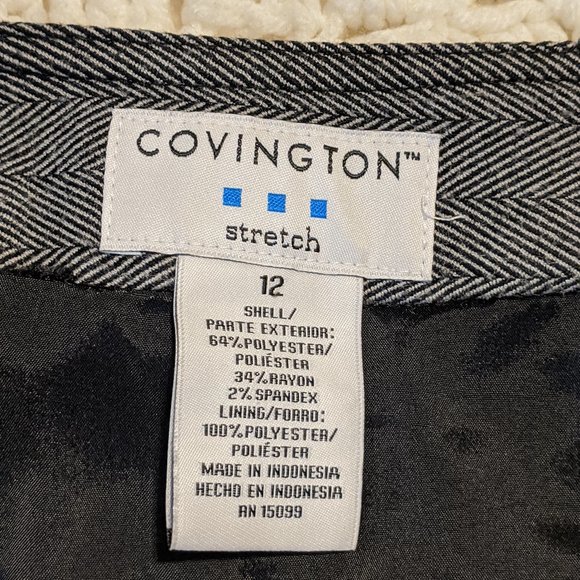 COVINGTON™
stretch
12
SHELL/
PARTE EXTERIOR:
64%POLYESTER/
POLIÉSTER
34%RAYON
2%SPANDEX
LINING/FORRO:
100%POLYESTER/
POLIÉSTER
MADE IN INDONESIA
HECHO EN INDONESIA
RN 15099